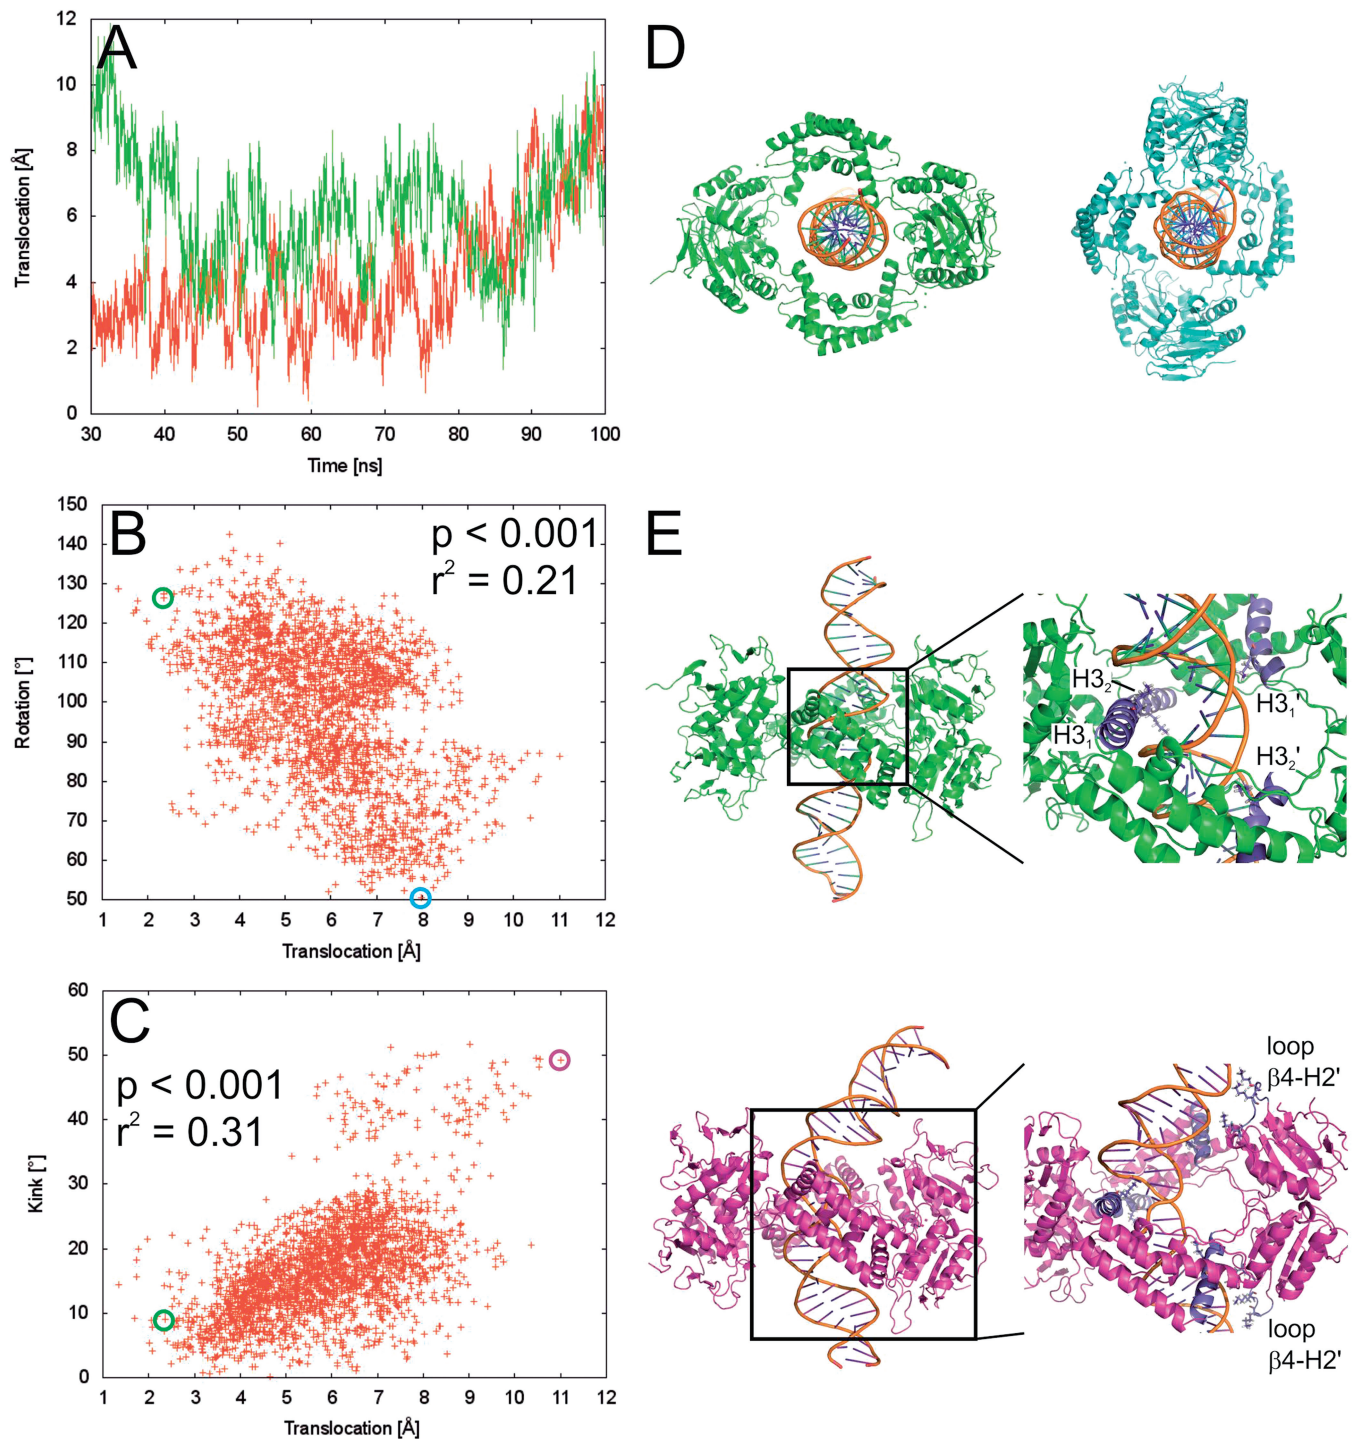 A
12
10
8
6
4
2
0
Translocation [Å]
30 40 50 60 70 80 90 100
Time [ns]
B
p < 0.001
r² = 0.21
150
140
130
120
110
100
90
80
70
60
50
Rotation [°]
1 2 3 4 5 6 7 8 9 10 11 12
Translocation [Å]
C
p < 0.001
r² = 0.31
60
50
40
30
20
10
0
Kink [°]
1 2 3 4 5 6 7 8 9 10 11 12
Translocation [Å]
D
E
H3₂
H3₁
H3₁'
H3₂'
loop
β4-H2'
loop
β4-H2'